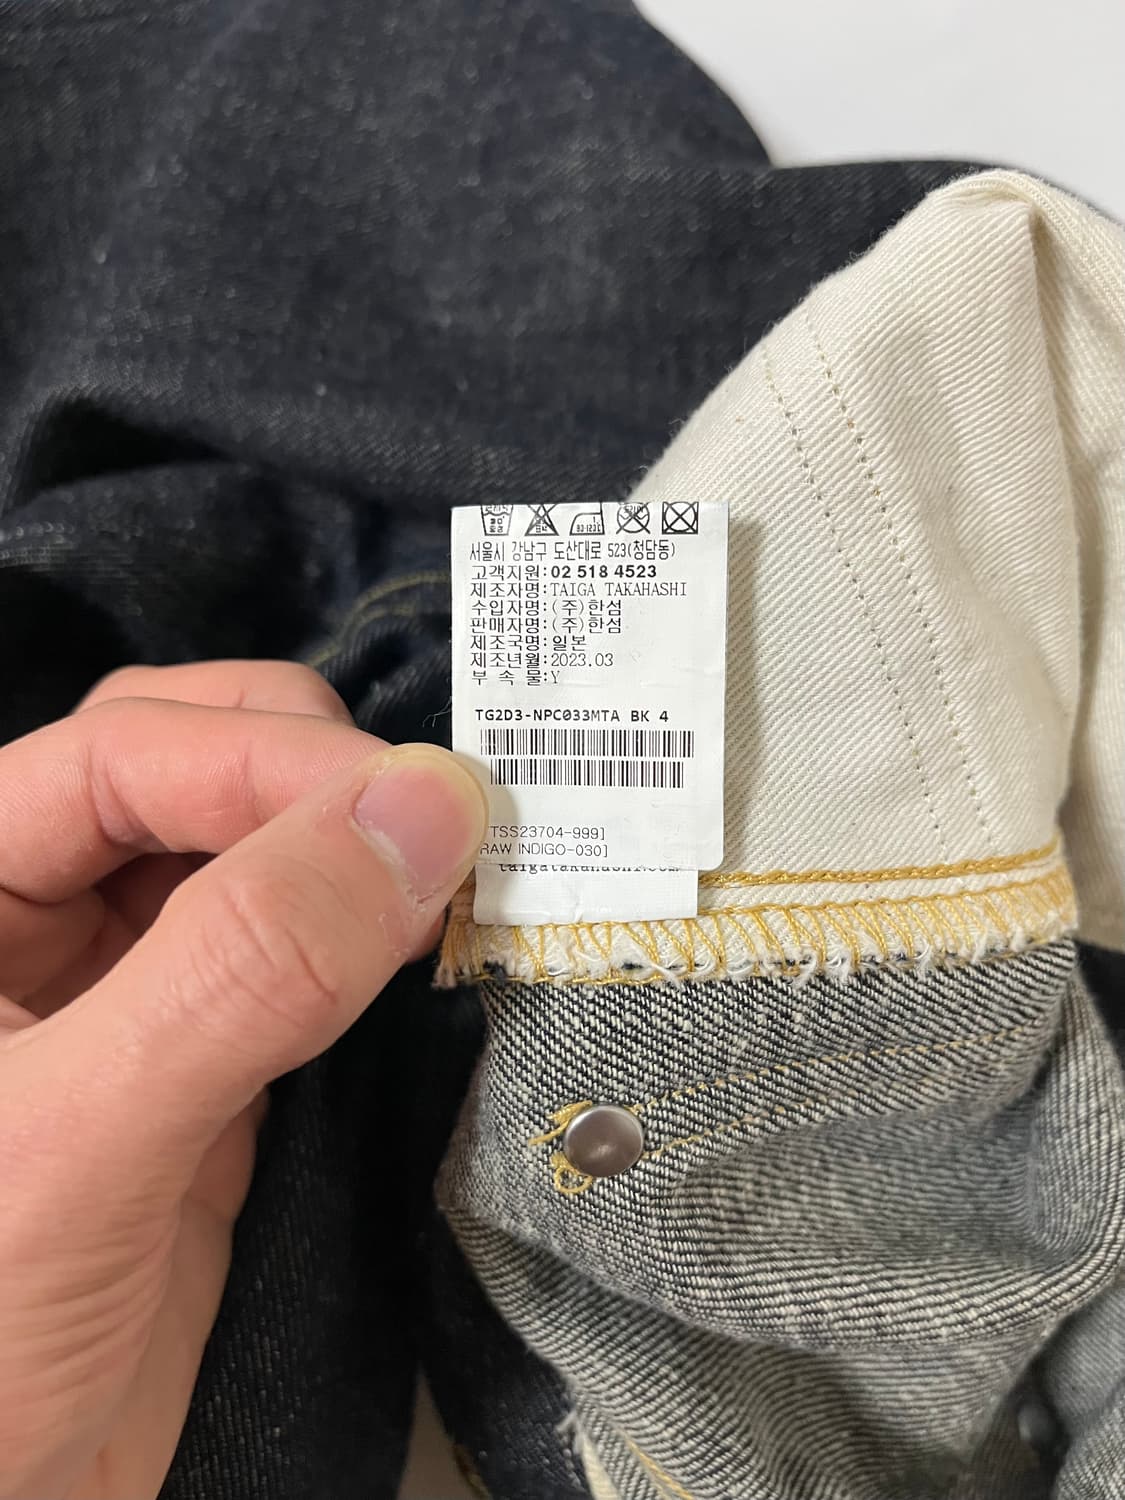 서울시 강남구 도산대로 523(청담동)
고객지원:02 518 4523
제조자명:TAIGA TAKAHASHI
수입자명:(주)한섬
판매자명:(주)한섬
제조국명:일본
제조년월:2023.03
부 속 물:Y
TG2D3-NPC033MTA BK 4
TSS23704-999]
RAW INDIGO-030]
taigatakahashi.com